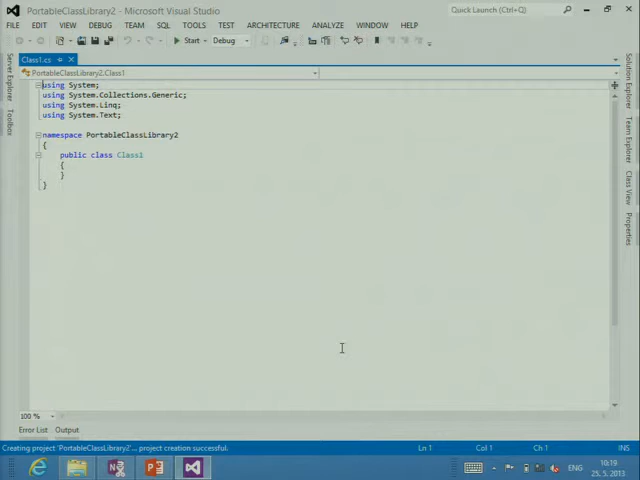 PortableClassLibrary2 - Microsoft Visual Studio
Quick Launch (Ctrl+Q)
FILE EDIT VIEW DEBUG TEAM SQL TOOLS TEST ARCHITECTURE ANALYZE WINDOW HELP
Start Debug
Class1.cs
PortableClassLibrary2.Class1
using System;
using System.Collections.Generic;
using System.Linq;
using System.Text;
namespace PortableClassLibrary2
{
public class Class1
{
}
}
Server Explorer
Toolbox
Solution Explorer
Team Explorer
Class View
Properties
100 %
Error List Output
Creating project 'PortableClassLibrary2'... project creation successful.
Ln 1 Col 1 Ch 1 INS
ENG
10:19
25. 5. 2013